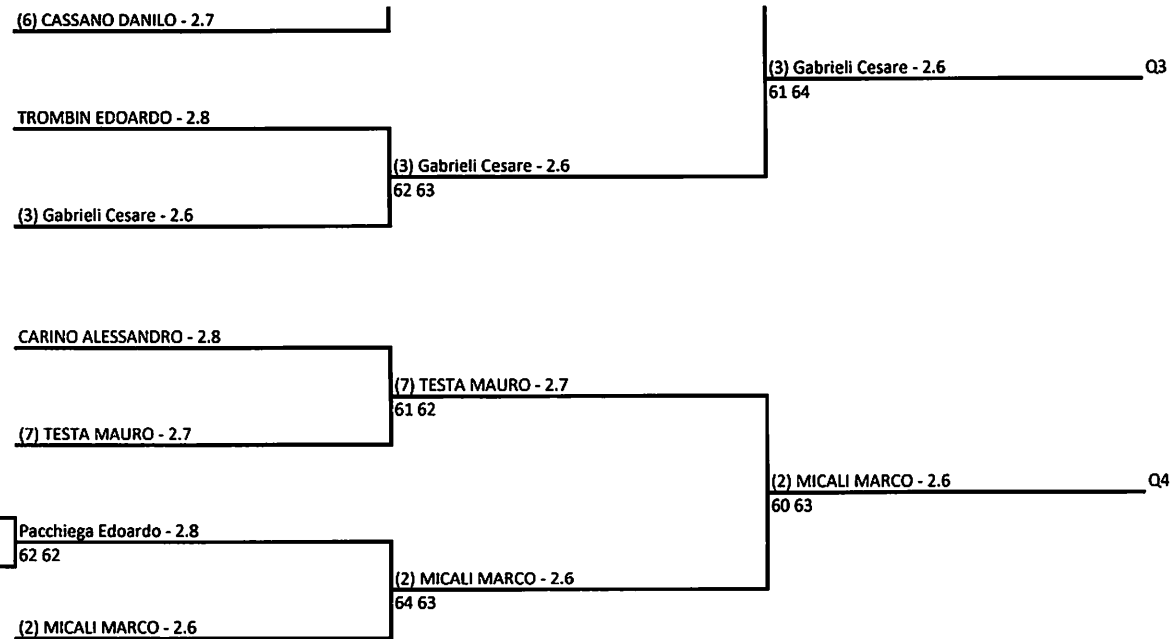 (6) CASSANO DANILO - 2.7
(3) Gabrieli Cesare - 2.6
Q3
61 64
TROMBIN EDOARDO - 2.8
(3) Gabrieli Cesare - 2.6
62 63
(3) Gabrieli Cesare - 2.6
CARINO ALESSANDRO - 2.8
(7) TESTA MAURO - 2.7
61 62
(7) TESTA MAURO - 2.7
(2) MICALI MARCO - 2.6
Q4
60 63
Pacchiega Edoardo - 2.8
62 62
(2) MICALI MARCO - 2.6
64 63
(2) MICALI MARCO - 2.6